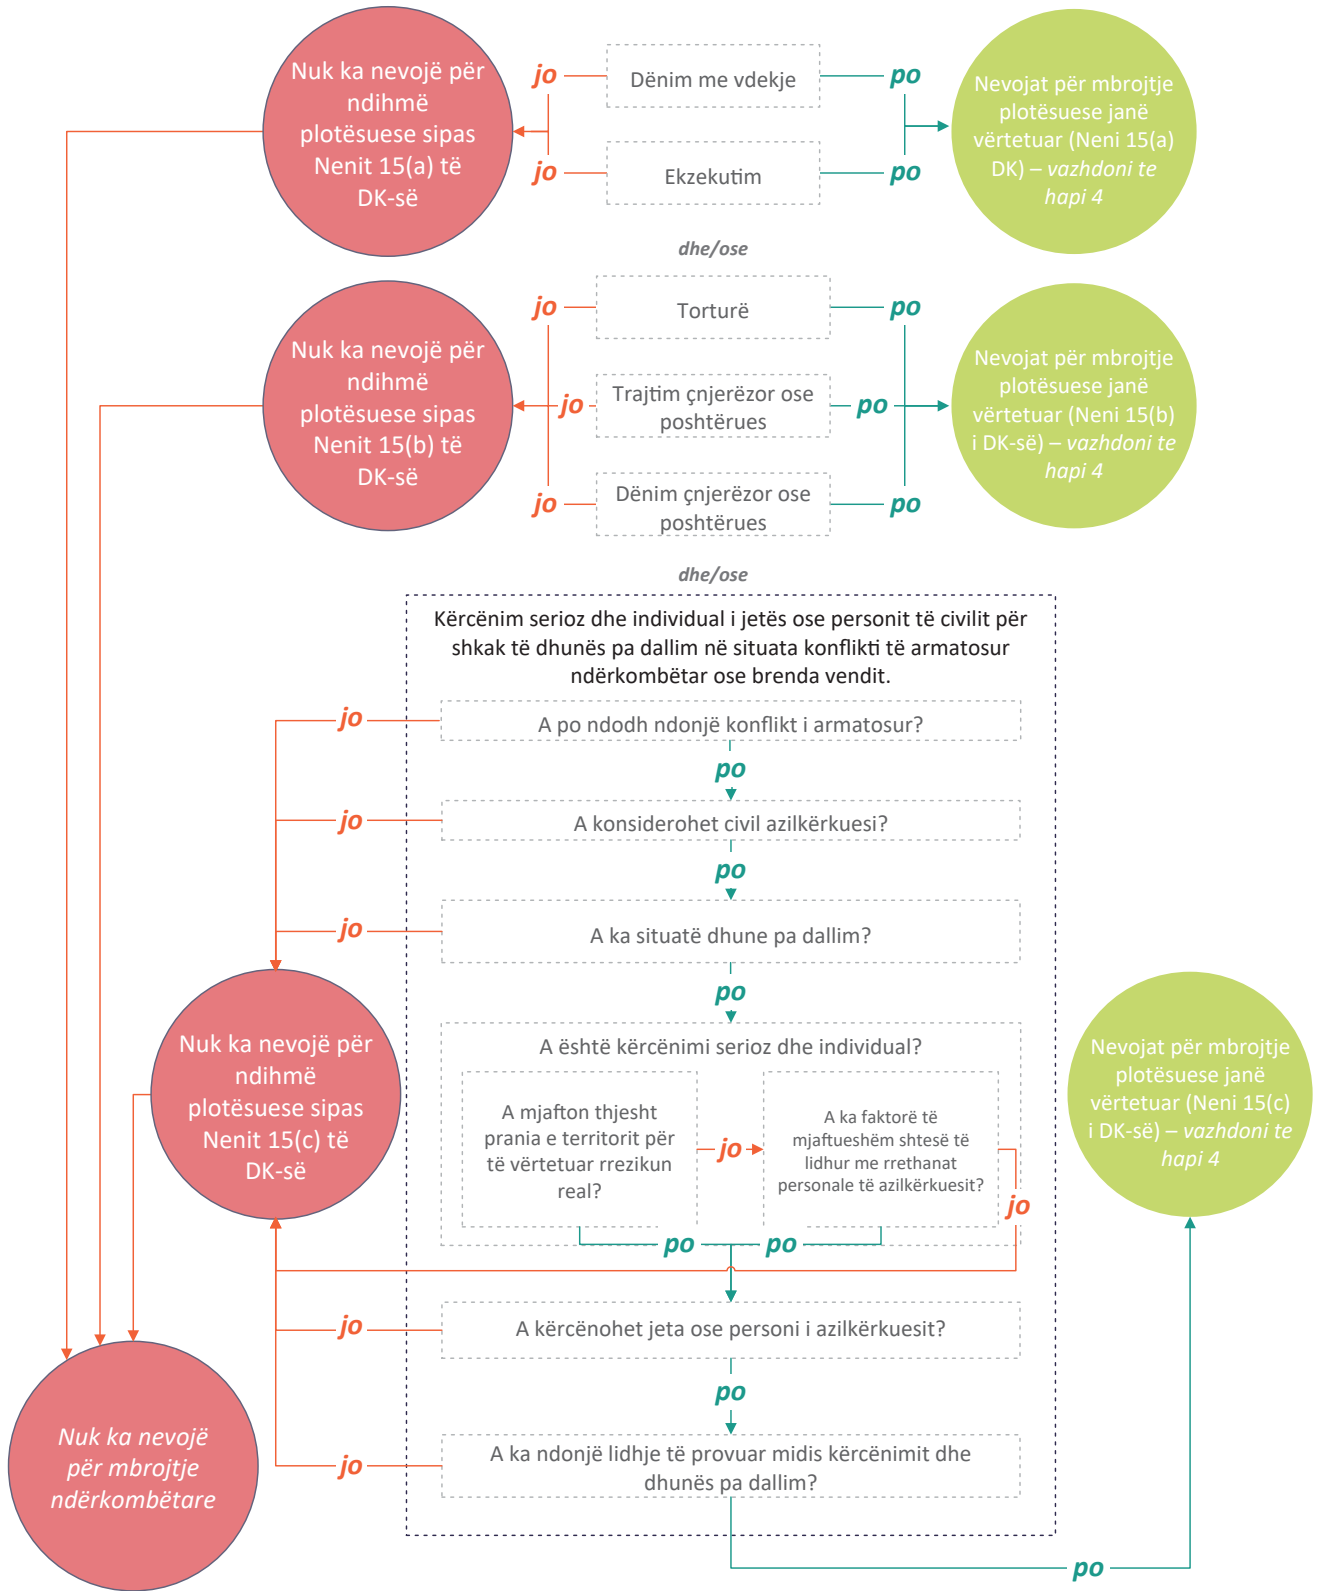 Nuk ka nevojë për
ndihmë
plotësuese sipas
Nenit 15(a) të
DK-së
jo
Dënim me vdekje
po
jo
Ekzekutim
po
Nevojat për mbrojtje
plotësuese janë
vërtetuar (Neni 15(a)
DK) – vazhdoni te
hapi 4
dhe/ose
Nuk ka nevojë për
ndihmë
plotësuese sipas
Nenit 15(b) të
DK-së
jo
Torturë
po
jo
Trajtim çnjerëzor ose
poshtërues
po
jo
Dënim çnjerëzor ose
poshtërues
po
Nevojat për mbrojtje
plotësuese janë
vërtetuar (Neni 15(b)
i DK-së) – vazhdoni te
hapi 4
dhe/ose
Kërcënim serioz dhe individual i jetës ose personit të civilit për
shkak të dhunës pa dallim në situata konflikti të armatosur
ndërkombëtar ose brenda vendit.
jo
A po ndodh ndonjë konflikt i armatosur?
po
jo
A konsiderohet civil azilkërkuesi?
po
jo
A ka situatë dhune pa dallim?
po
Nuk ka nevojë për
ndihmë
plotësuese sipas
Nenit 15(c) të
DK-së
A është kërcënimi serioz dhe individual?
A mjafton thjesht
prania e territorit për
të vërtetuar rrezikun
real?
jo
A ka faktorë të
mjaftueshëm shtesë të
lidhur me rrethanat
personale të azilkërkuesit?
jo
po
po
Nevojat për mbrojtje
plotësuese janë
vërtetuar (Neni 15(c)
i DK-së) – vazhdoni te
hapi 4
jo
A kërcënohet jeta ose personi i azilkërkuesit?
po
jo
A ka ndonjë lidhje të provuar midis kërcënimit dhe
dhunës pa dallim?
po
Nuk ka nevojë
për mbrojtje
ndërkombëtare